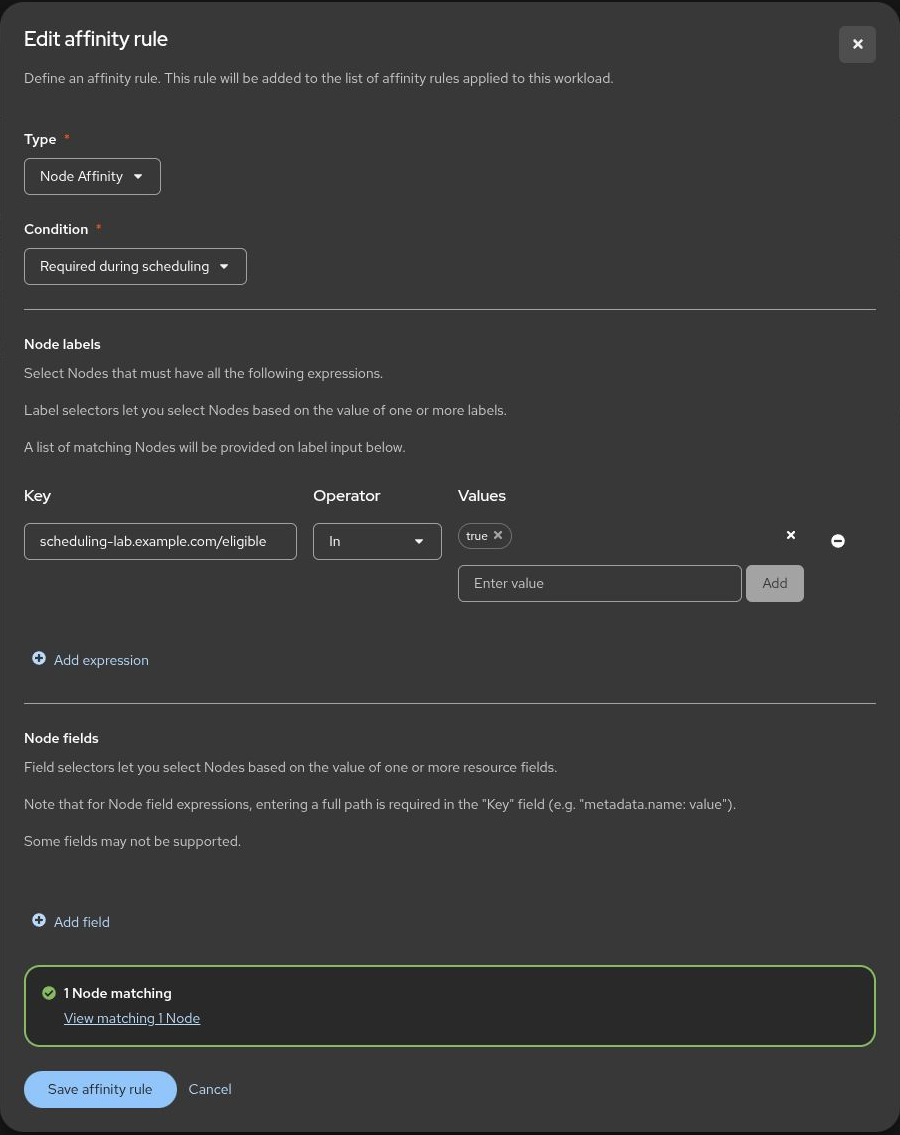 Edit affinity rule
Define an affinity rule. This rule will be added to the list of affinity rules applied to this workload.
Type *
Node Affinity
Condition *
Required during scheduling
Node labels
Select Nodes that must have all the following expressions.
Label selectors let you select Nodes based on the value of one or more labels.
A list of matching Nodes will be provided on label input below.
Key Operator Values
scheduling-lab.example.com/eligible In true
Enter value Add
Add expression
Node fields
Field selectors let you select Nodes based on the value of one or more resource fields.
Note that for Node field expressions, entering a full path is required in the "Key" field (e.g. "metadata.name: value").
Some fields may not be supported.
Add field
1 Node matching
View matching 1 Node
Save affinity rule Cancel